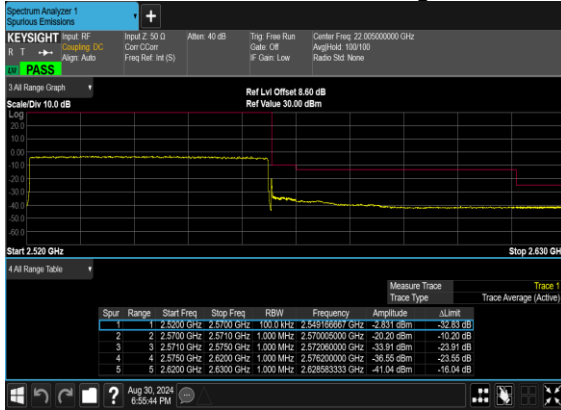 Spectrum Analyzer 1
Spurious Emissions
+
KEYSIGHT Input: RF Input Z: 50 Ω Atten: 40 dB Trig: Free Run Center Freq: 22.005000000 GHz
R T Coupling: DC Corr CCorr Gate: Off Avg|Hold: 100/100
Align: Auto Freq Ref: Int (S) IF Gain: Low Radio Std: None
PASS
3 All Range Graph
Ref Lvl Offset 8.60 dB
Scale/Div 10.0 dB Ref Value 30.00 dBm
Log
20.0
10.0
0.00
-10.0
-20.0
-30.0
-40.0
-50.0
-60.0
Start 2.520 GHz Stop 2.630 GHz
4 All Range Table
Measure Trace Trace 1
Trace Type Trace Average (Active)
Spur Range Start Freq Stop Freq RBW Frequency Amplitude ΔLimit
1 1 2.5200 GHz 2.5700 GHz 100.0 kHz 2.549166667 GHz -2.831 dBm -32.83 dB
2 2 2.5700 GHz 2.5710 GHz 1.000 MHz 2.570005000 GHz -20.20 dBm -10.20 dB
3 3 2.5710 GHz 2.5750 GHz 1.000 MHz 2.572060000 GHz -33.91 dBm -23.91 dB
4 4 2.5750 GHz 2.6200 GHz 1.000 MHz 2.576200000 GHz -36.55 dBm -23.55 dB
5 5 2.6200 GHz 2.6300 GHz 1.000 MHz 2.628583333 GHz -41.04 dBm -16.04 dB
?
Aug 30, 2024
6:55:44 PM